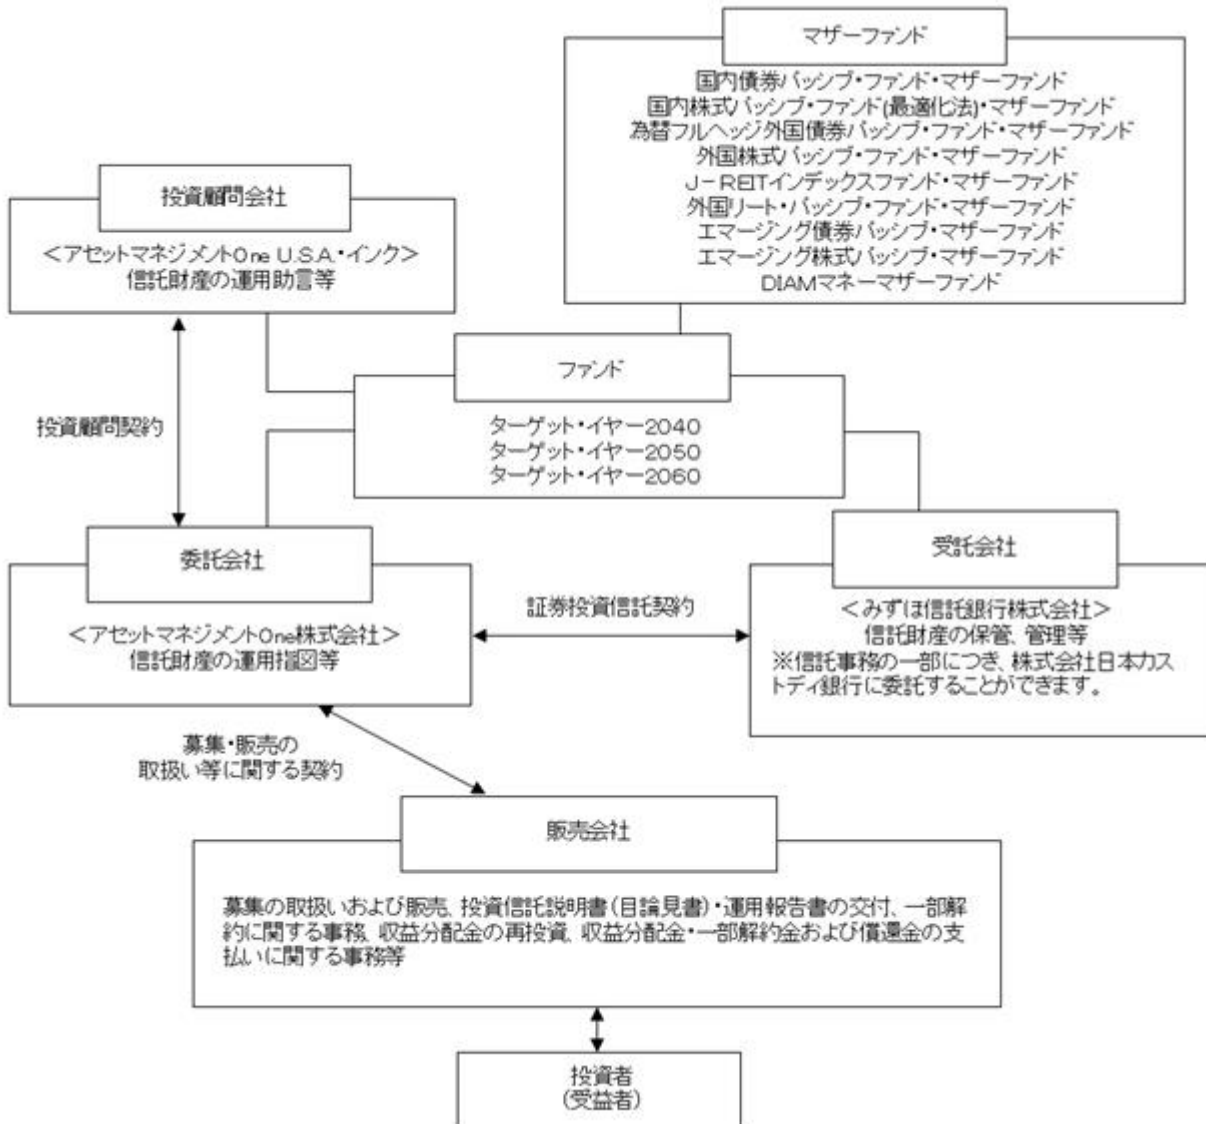 マザーファンド
国内債券パッシブ・ファンド・マザーファンド
国内株式パッシブ・ファンド(最適化法)・マザーファンド
為替フルヘッジ外国債券パッシブ・ファンド・マザーファンド
外国株式パッシブ・ファンド・マザーファンド
J－REITインデックスファンド・マザーファンド
外国リート・パッシブ・ファンド・マザーファンド
エマージング債券パッシブ・マザーファンド
エマージング株式パッシブ・マザーファンド
DIAMマネーマザーファンド
投資顧問会社
＜アセットマネジメントOne U.S.A.・インク＞
信託財産の運用助言等
ファンド
ターゲット・イヤー2040
ターゲット・イヤー2050
ターゲット・イヤー2060
投資顧問契約
委託会社
＜アセットマネジメントOne株式会社＞
信託財産の運用指図等
証券投資信託契約
受託会社
＜みずほ信託銀行株式会社＞
信託財産の保管、管理等
※信託事務の一部につき、株式会社日本カス
トディ銀行に委託することができます。
募集・販売の
取扱い等に関する契約
販売会社
募集の取扱いおよび販売、投資信託説明書(目論見書)・運用報告書の交付、一部解
約に関する事務、収益分配金の再投資、収益分配金・一部解約金および償還金の支
払いに関する事務等
投資者
(受益者)